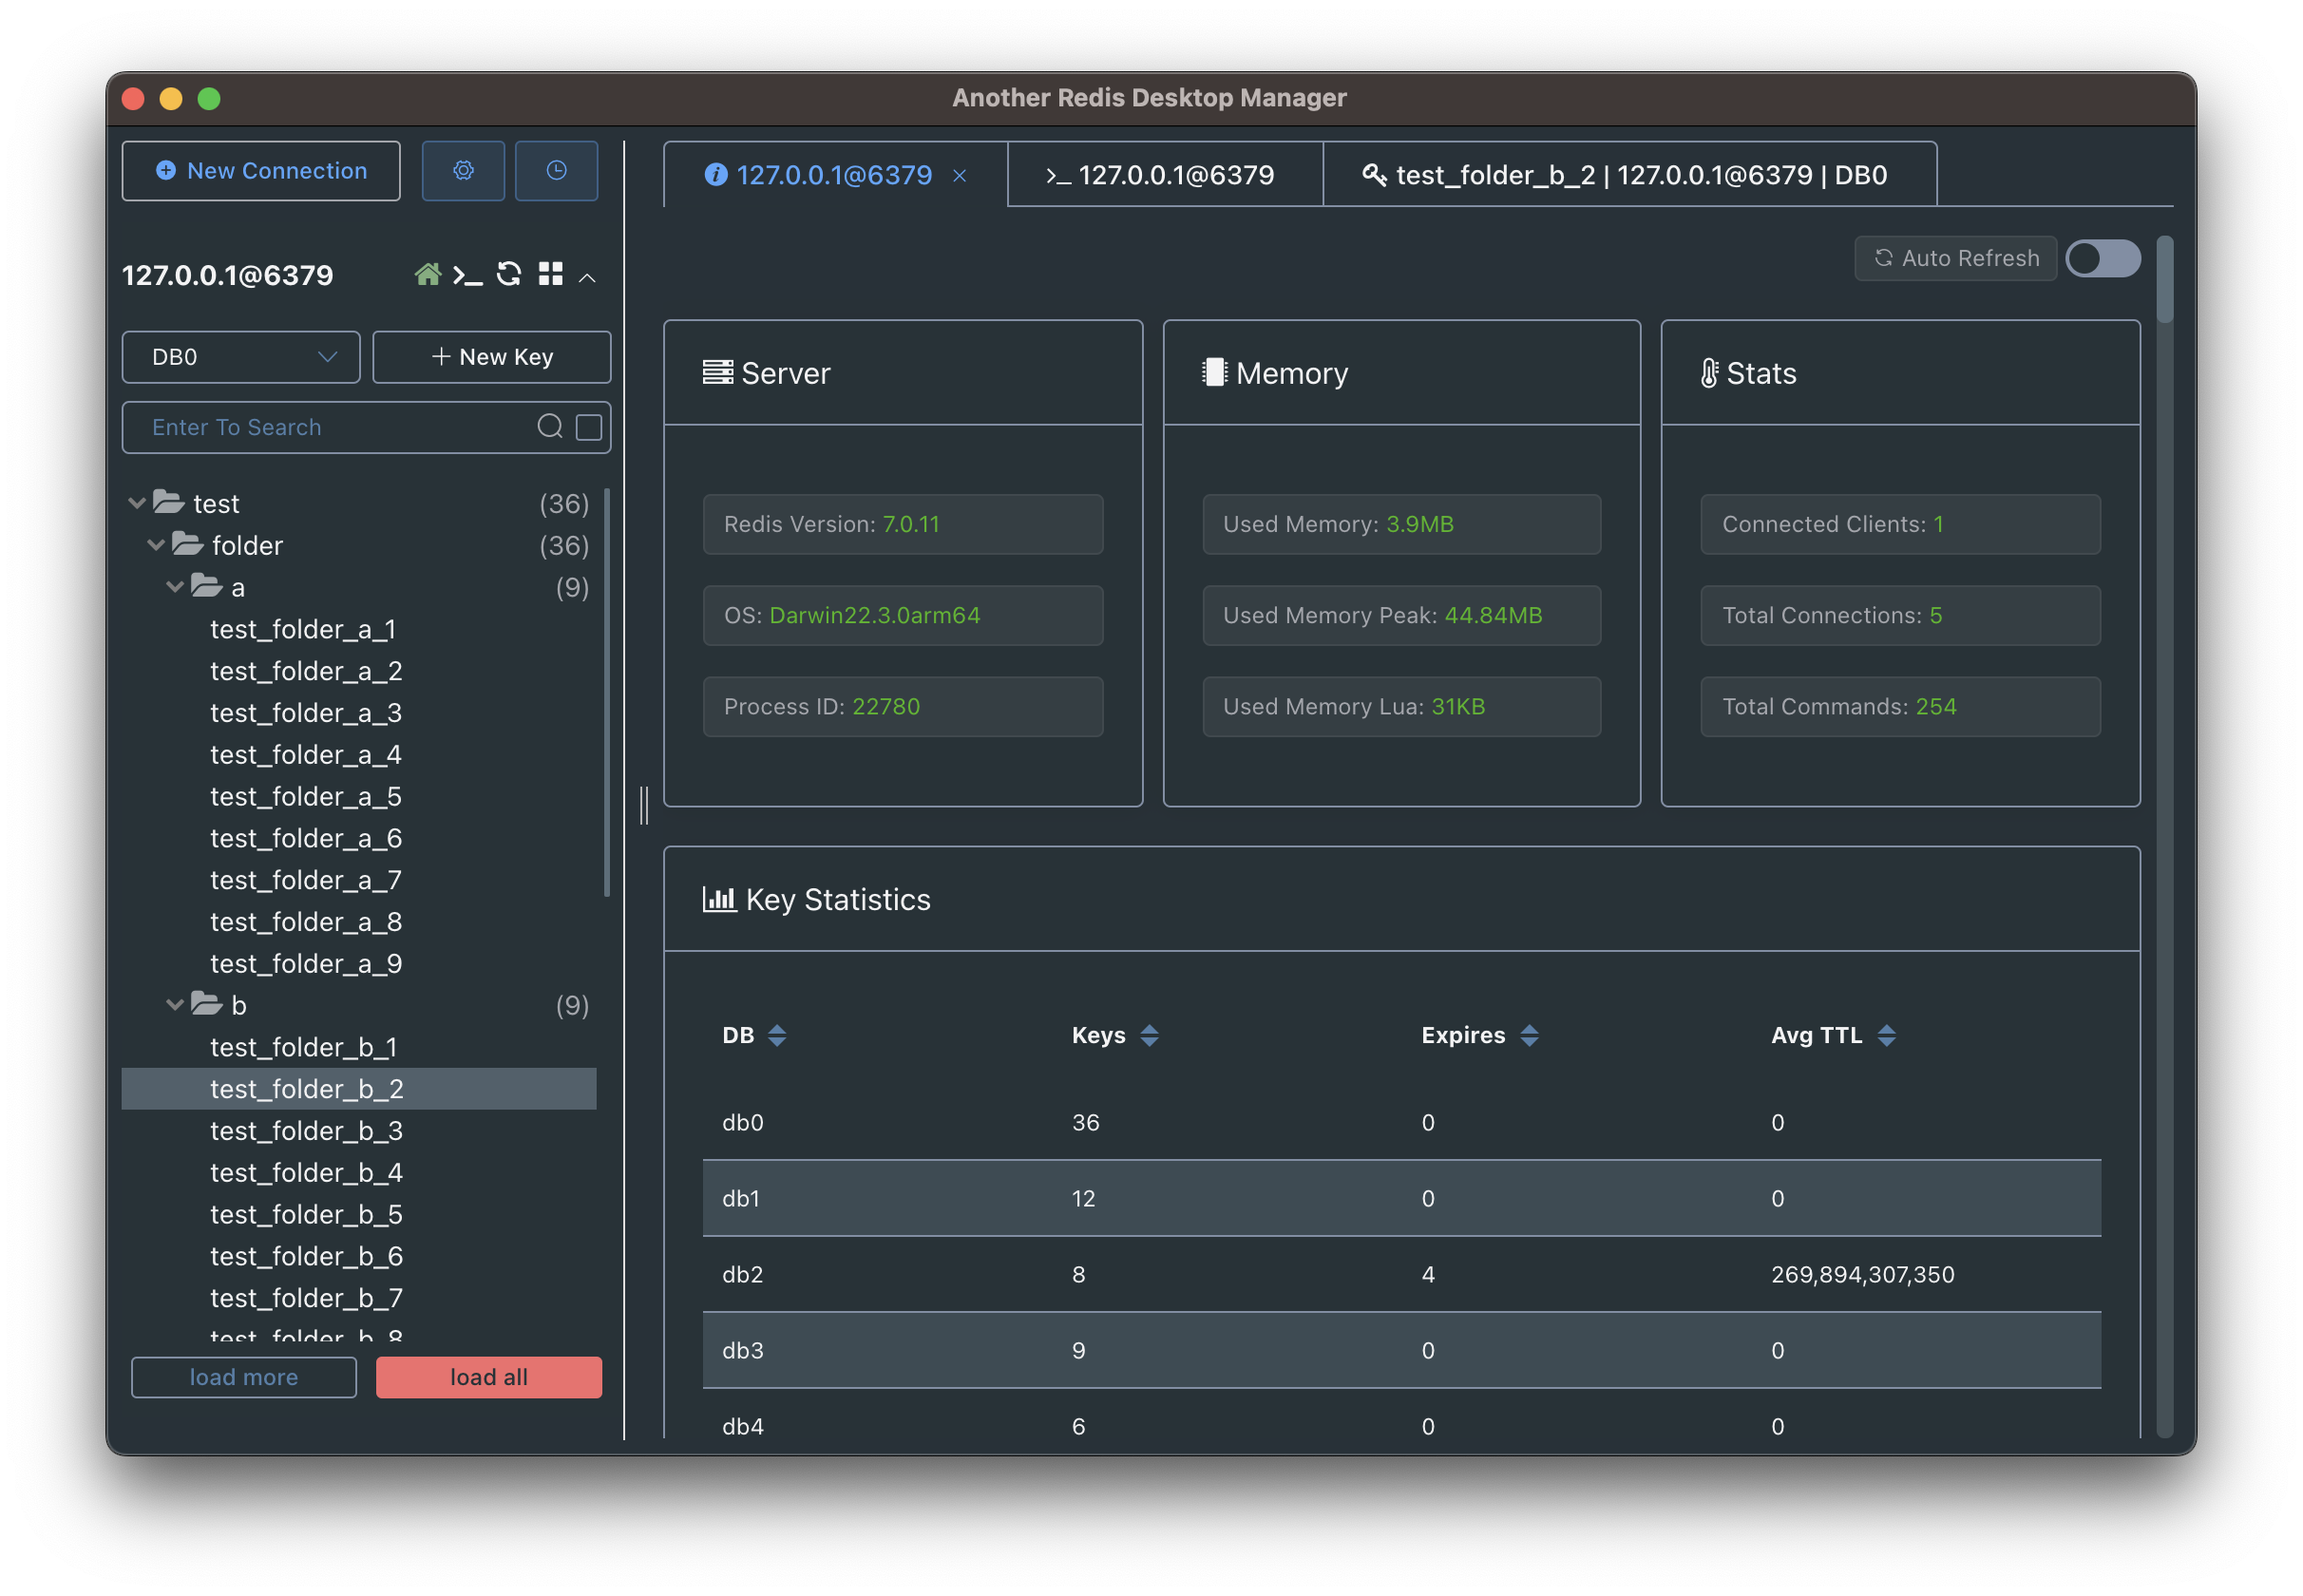 Another Redis Desktop Manager
New Connection
127.0.0.1@6379
DB0
New Key
Enter To Search
test (36)
folder (36)
a (9)
test_folder_a_1
test_folder_a_2
test_folder_a_3
test_folder_a_4
test_folder_a_5
test_folder_a_6
test_folder_a_7
test_folder_a_8
test_folder_a_9
b (9)
test_folder_b_1
test_folder_b_2
test_folder_b_3
test_folder_b_4
test_folder_b_5
test_folder_b_6
test_folder_b_7
test_folder_b_8
load more
load all
127.0.0.1@6379
>_ 127.0.0.1@6379
test_folder_b_2 | 127.0.0.1@6379 | DB0
Auto Refresh
Server
Redis Version: 7.0.11
OS: Darwin22.3.0arm64
Process ID: 22780
Memory
Used Memory: 3.9MB
Used Memory Peak: 44.84MB
Used Memory Lua: 31KB
Stats
Connected Clients: 1
Total Connections: 5
Total Commands: 254
Key Statistics
DB Keys Expires Avg TTL
db0 36 0 0
db1 12 0 0
db2 8 4 269,894,307,350
db3 9 0 0
db4 6 0 0